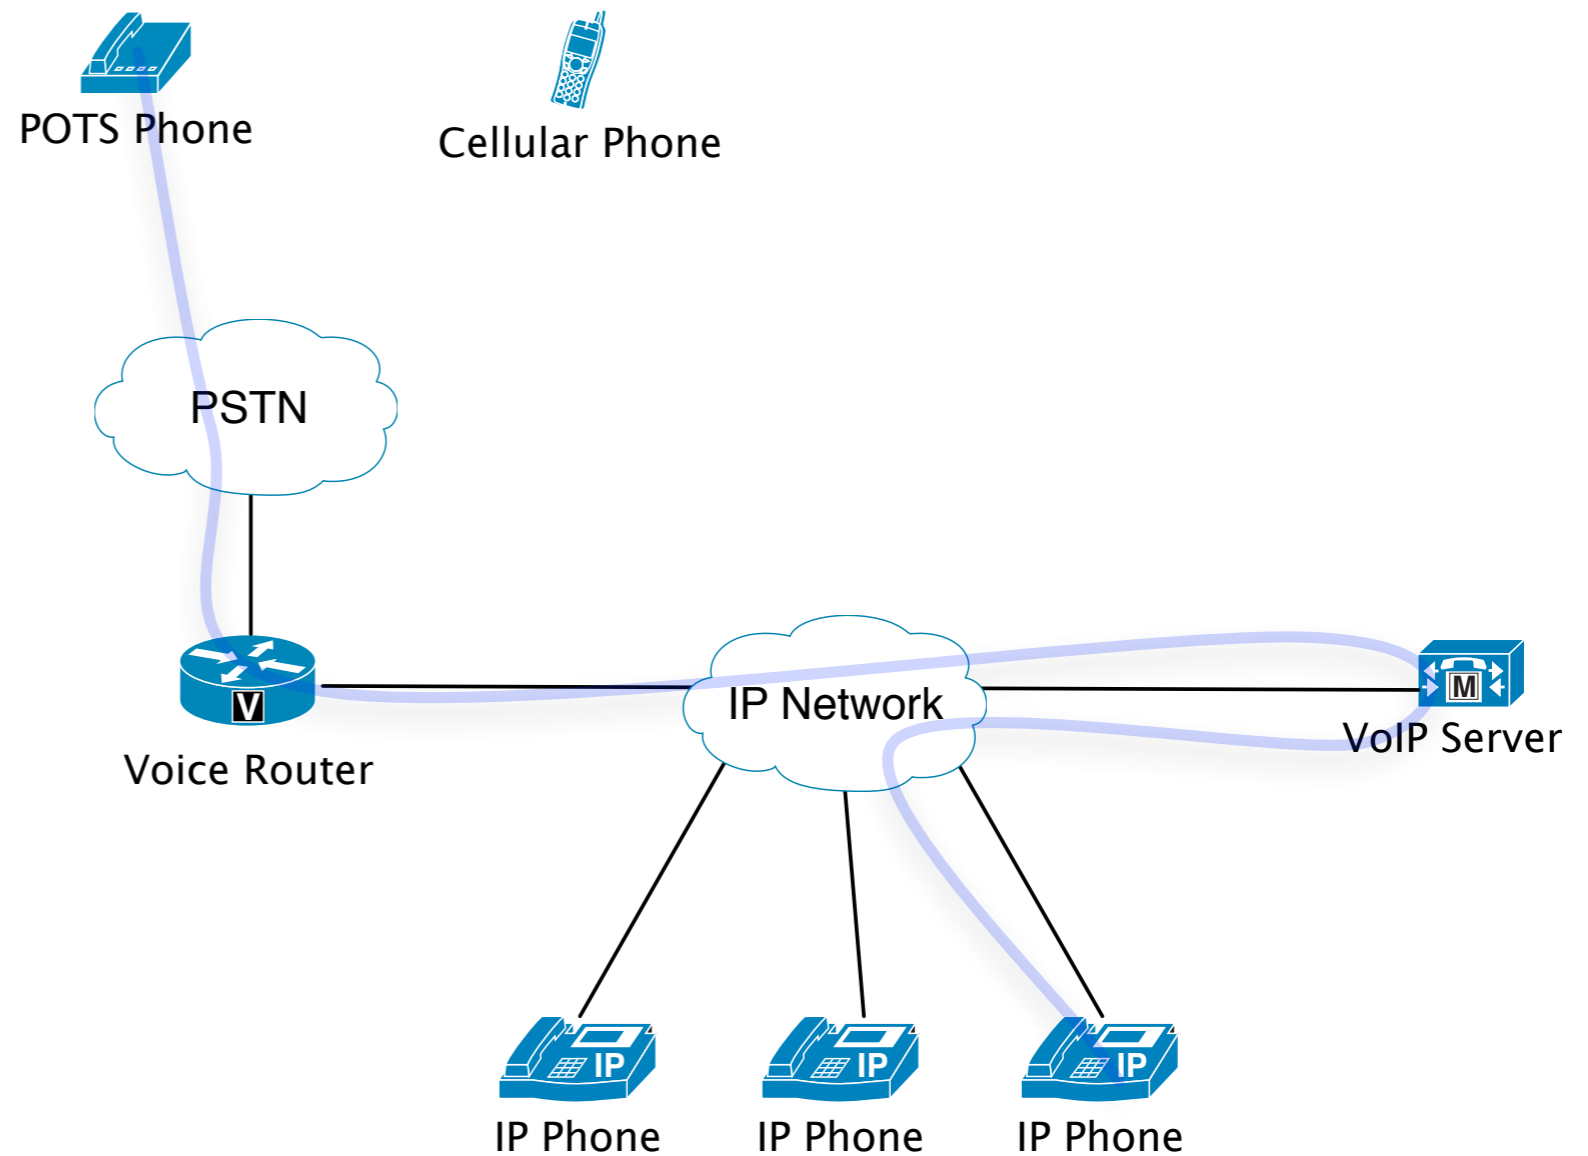 POTS Phone
Cellular Phone
PSTN
V
Voice Router
IP Network
M
VoIP Server
IP
IP
IP
IP Phone
IP Phone
IP Phone